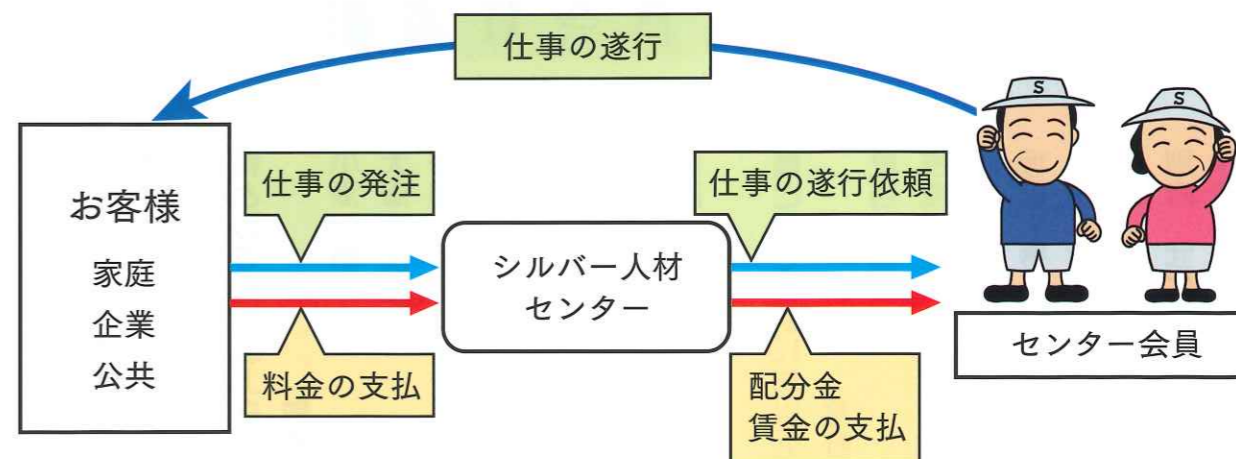 仕事の遂行
S
S
仕事の発注
仕事の遂行依頼
お客様
家庭
企業
公共
シルバー人材
センター
センター会員
料金の支払
配分金
賃金の支払